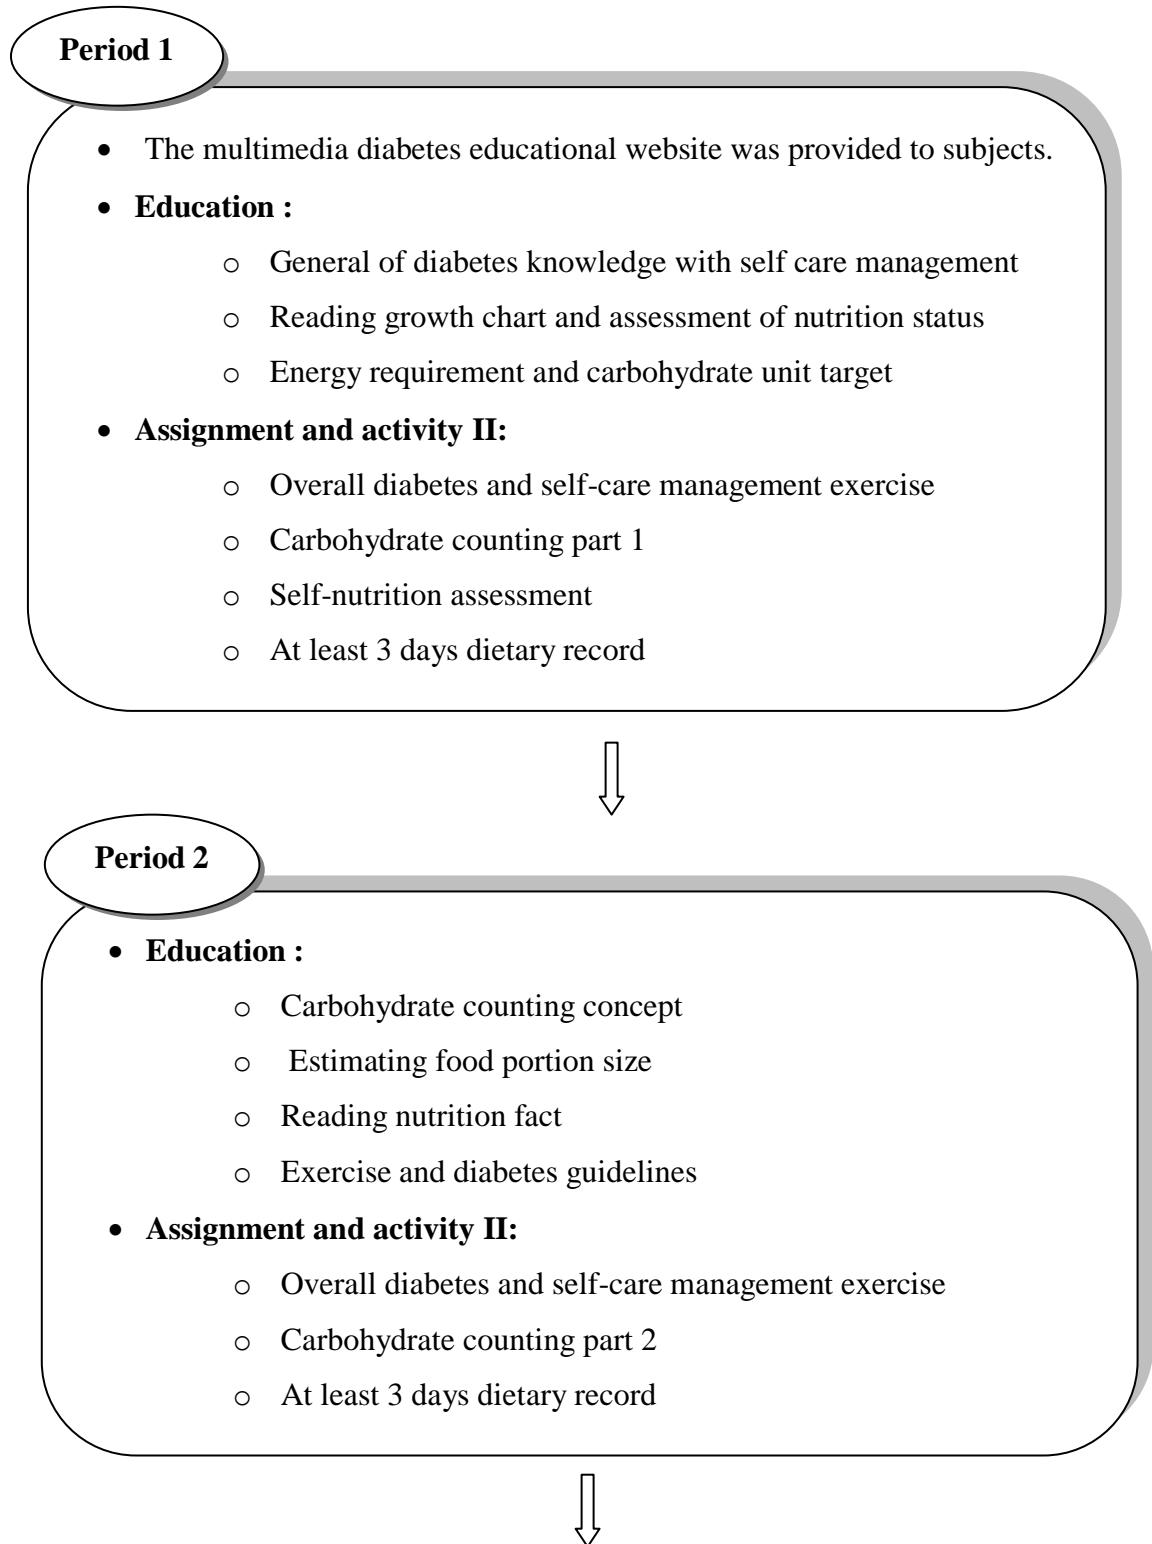 Period 1
• The multimedia diabetes educational website was provided to subjects.
• Education :
o General of diabetes knowledge with self care management
o Reading growth chart and assessment of nutrition status
o Energy requirement and carbohydrate unit target
• Assignment and activity II:
o Overall diabetes and self-care management exercise
o Carbohydrate counting part 1
o Self-nutrition assessment
o At least 3 days dietary record
Period 2
• Education :
o Carbohydrate counting concept
o Estimating food portion size
o Reading nutrition fact
o Exercise and diabetes guidelines
• Assignment and activity II:
o Overall diabetes and self-care management exercise
o Carbohydrate counting part 2
o At least 3 days dietary record